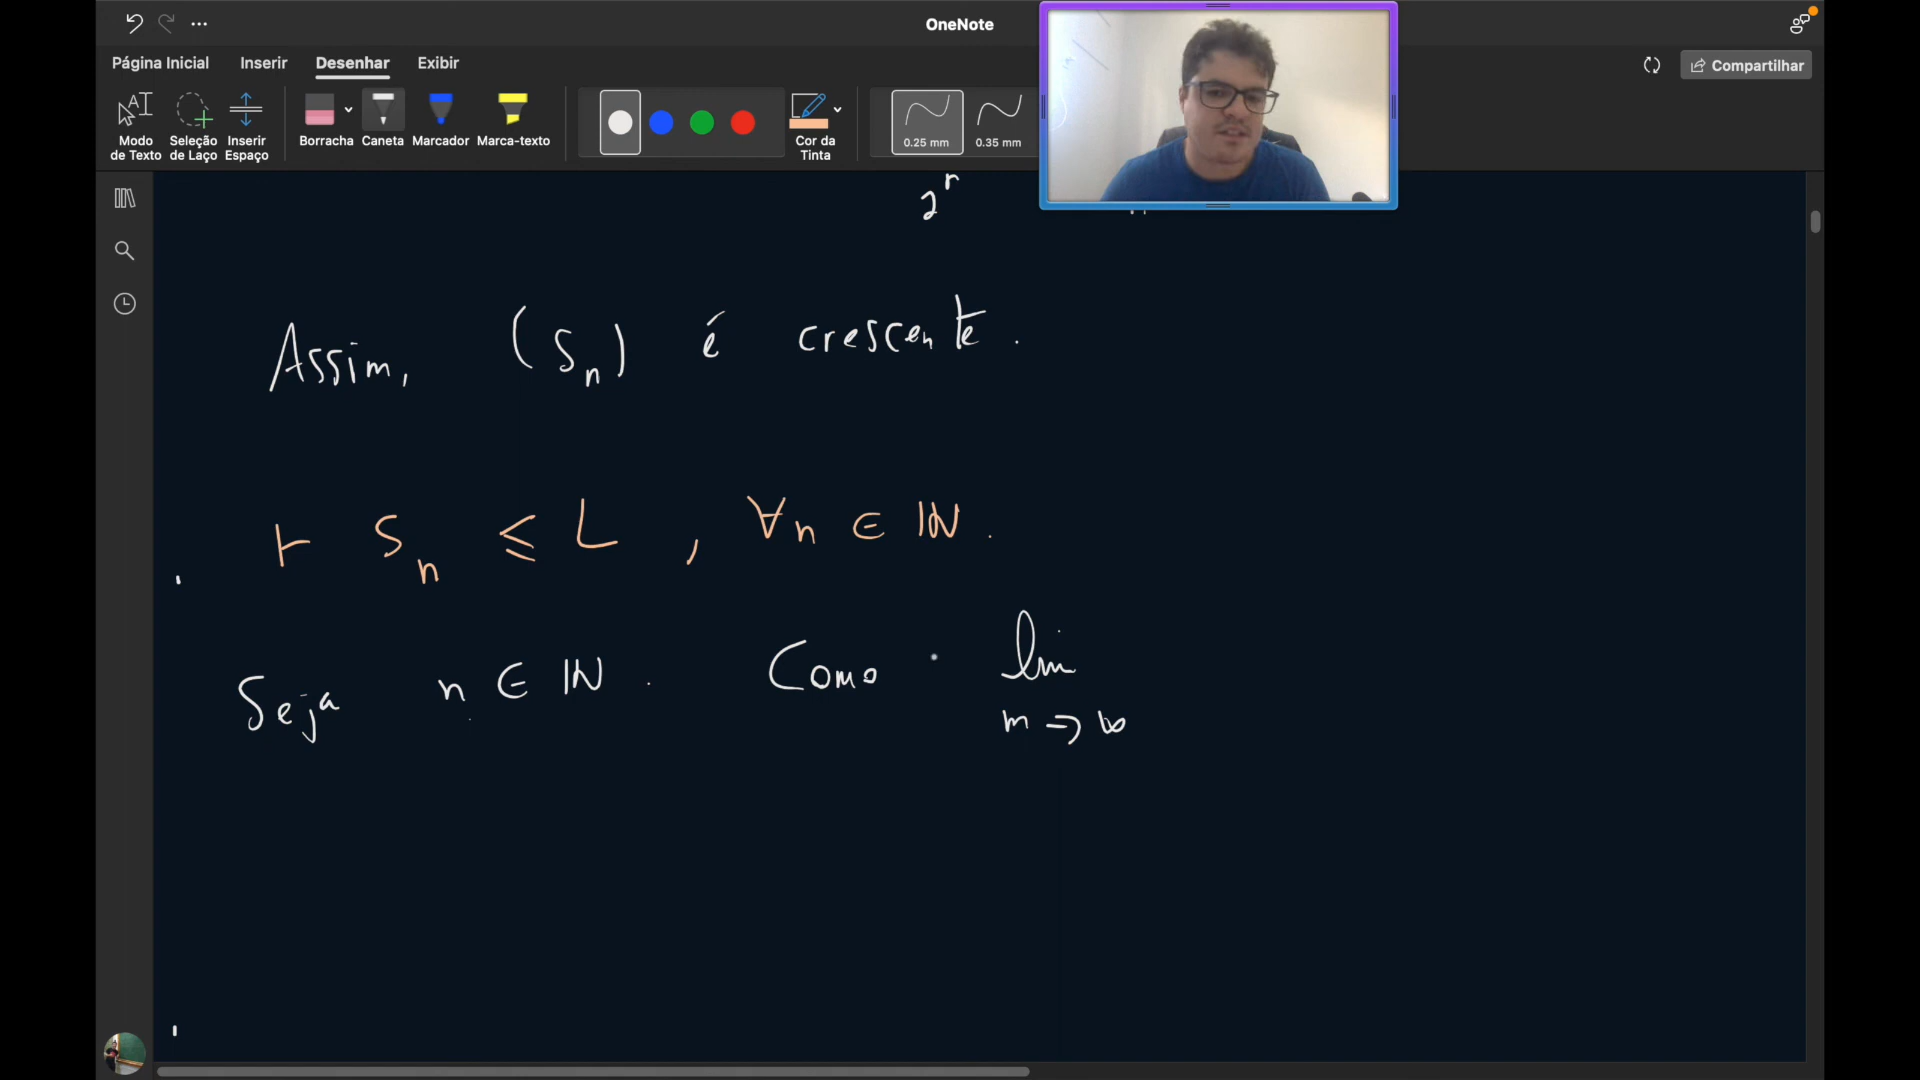 OneNote
Página Inicial Inserir Desenhar Exibir
Compartilhar
Modo de Texto Seleção de Laço Inserir Espaço Borracha Caneta Marcador Marca-texto Cor da Tinta 0.25 mm 0.35 mm
2^r
Assim, (S_n) é crescente.
⊢ S_n ⩽ L , ∀n ∈ ℕ.
Seja n ∈ ℕ. Como lim
m → ∞